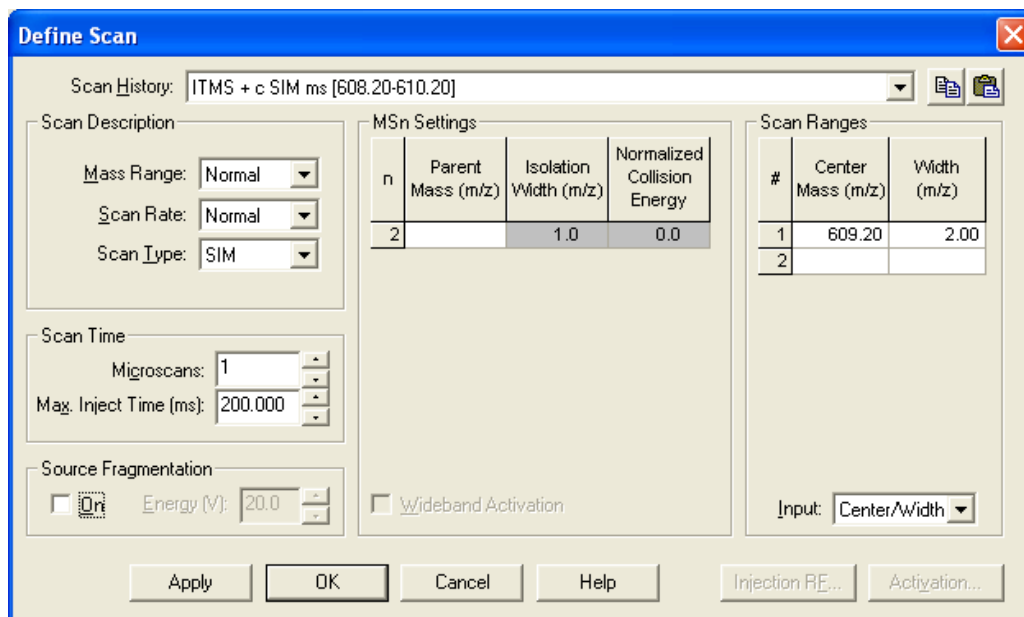 Define Scan
Scan History: ITMS + c SIM ms [608.20-610.20]
Scan Description
Mass Range: Normal
Scan Rate: Normal
Scan Type: SIM
Scan Time
Microscans: 1
Max. Inject Time (ms): 200.000
Source Fragmentation
On Energy (V): 20.0
MSn Settings
n Parent Mass (m/z) Isolation Width (m/z) Normalized Collision Energy
2 1.0 0.0
Wideband Activation
Scan Ranges
# Center Mass (m/z) Width (m/z)
1 609.20 2.00
2
Input: Center/Width
Apply OK Cancel Help Injection RF... Activation...